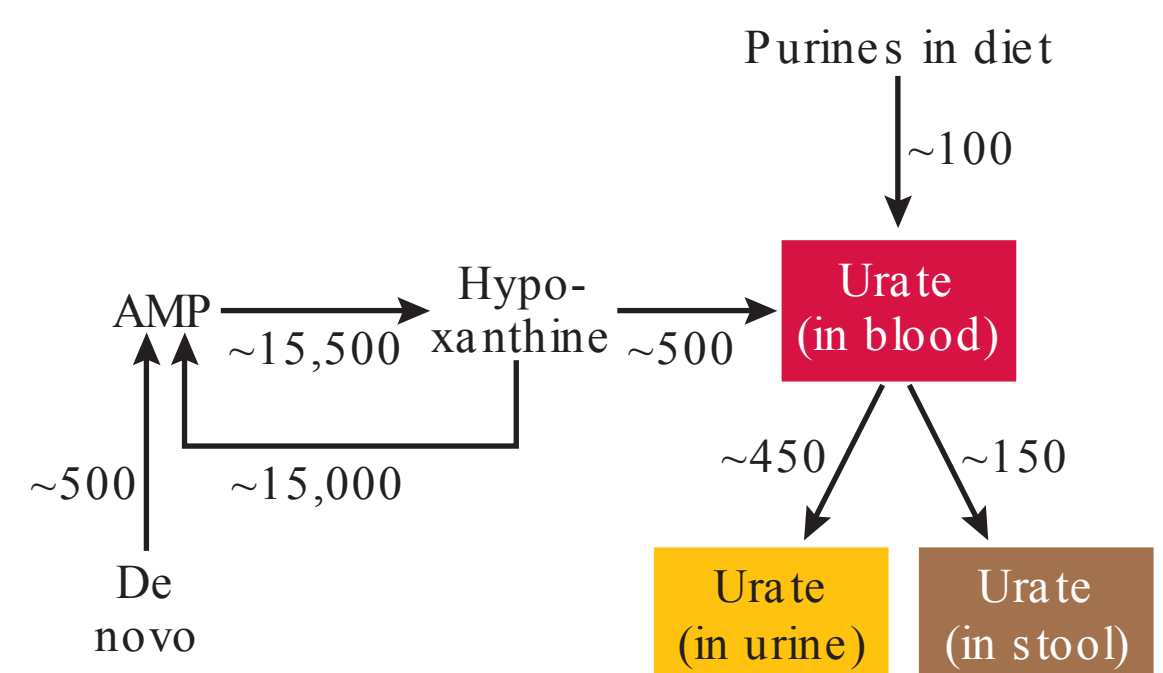 Purines in diet
~100
AMP
~15,500
Hypo-
xanthine
~500
Urate
(in blood)
~500
~15,000
~450
~150
De
novo
Urate
(in urine)
Urate
(in stool)